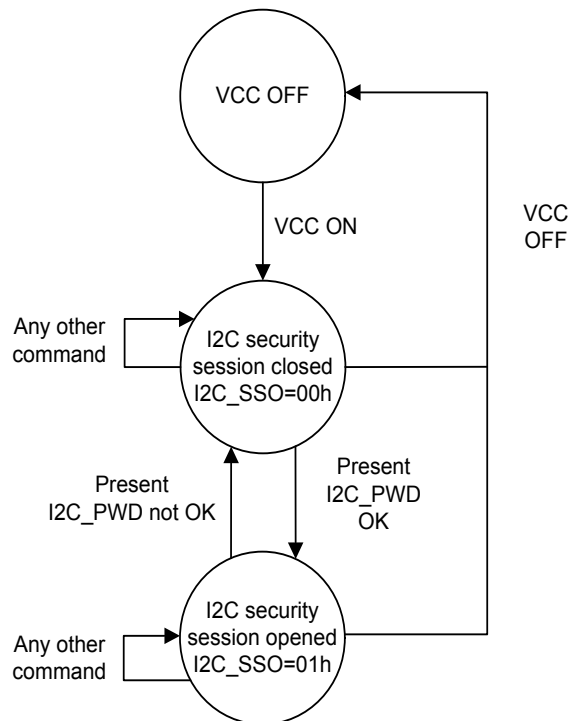 VCC OFF
VCC
OFF
VCC ON
Any other
command
I2C security
session closed
I2C_SSO=00h
Present
I2C_PWD not OK
Present
I2C_PWD
OK
Any other
command
I2C security
session opened
I2C_SSO=01h